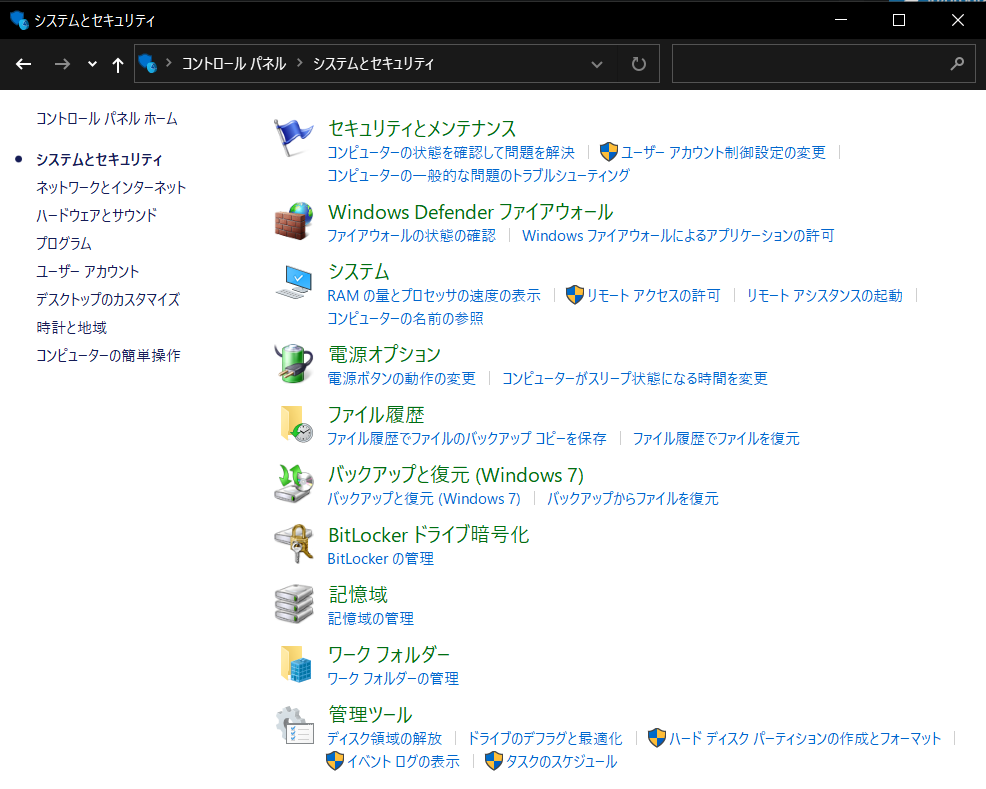 システムとセキュリティ
コントロール パネル システムとセキュリティ
コントロール パネル ホーム
システムとセキュリティ
ネットワークとインターネット
ハードウェアとサウンド
プログラム
ユーザー アカウント
デスクトップのカスタマイズ
時計と地域
コンピューターの簡単操作
セキュリティとメンテナンス
コンピューターの状態を確認して問題を解決 ユーザー アカウント制御設定の変更
コンピューターの一般的な問題のトラブルシューティング
Windows Defender ファイアウォール
ファイアウォールの状態の確認 Windows ファイアウォールによるアプリケーションの許可
システム
RAM の量とプロセッサの速度の表示 リモート アクセスの許可 リモート アシスタンスの起動
コンピューターの名前の参照
電源オプション
電源ボタンの動作の変更 コンピューターがスリープ状態になる時間を変更
ファイル履歴
ファイル履歴でファイルのバックアップ コピーを保存 ファイル履歴でファイルを復元
バックアップと復元 (Windows 7)
バックアップと復元 (Windows 7) バックアップからファイルを復元
BitLocker ドライブ暗号化
BitLocker の管理
記憶域
記憶域の管理
ワーク フォルダー
ワーク フォルダーの管理
管理ツール
ディスク領域の解放 ドライブのデフラグと最適化 ハード ディスク パーティションの作成とフォーマット
イベント ログの表示 タスクのスケジュール